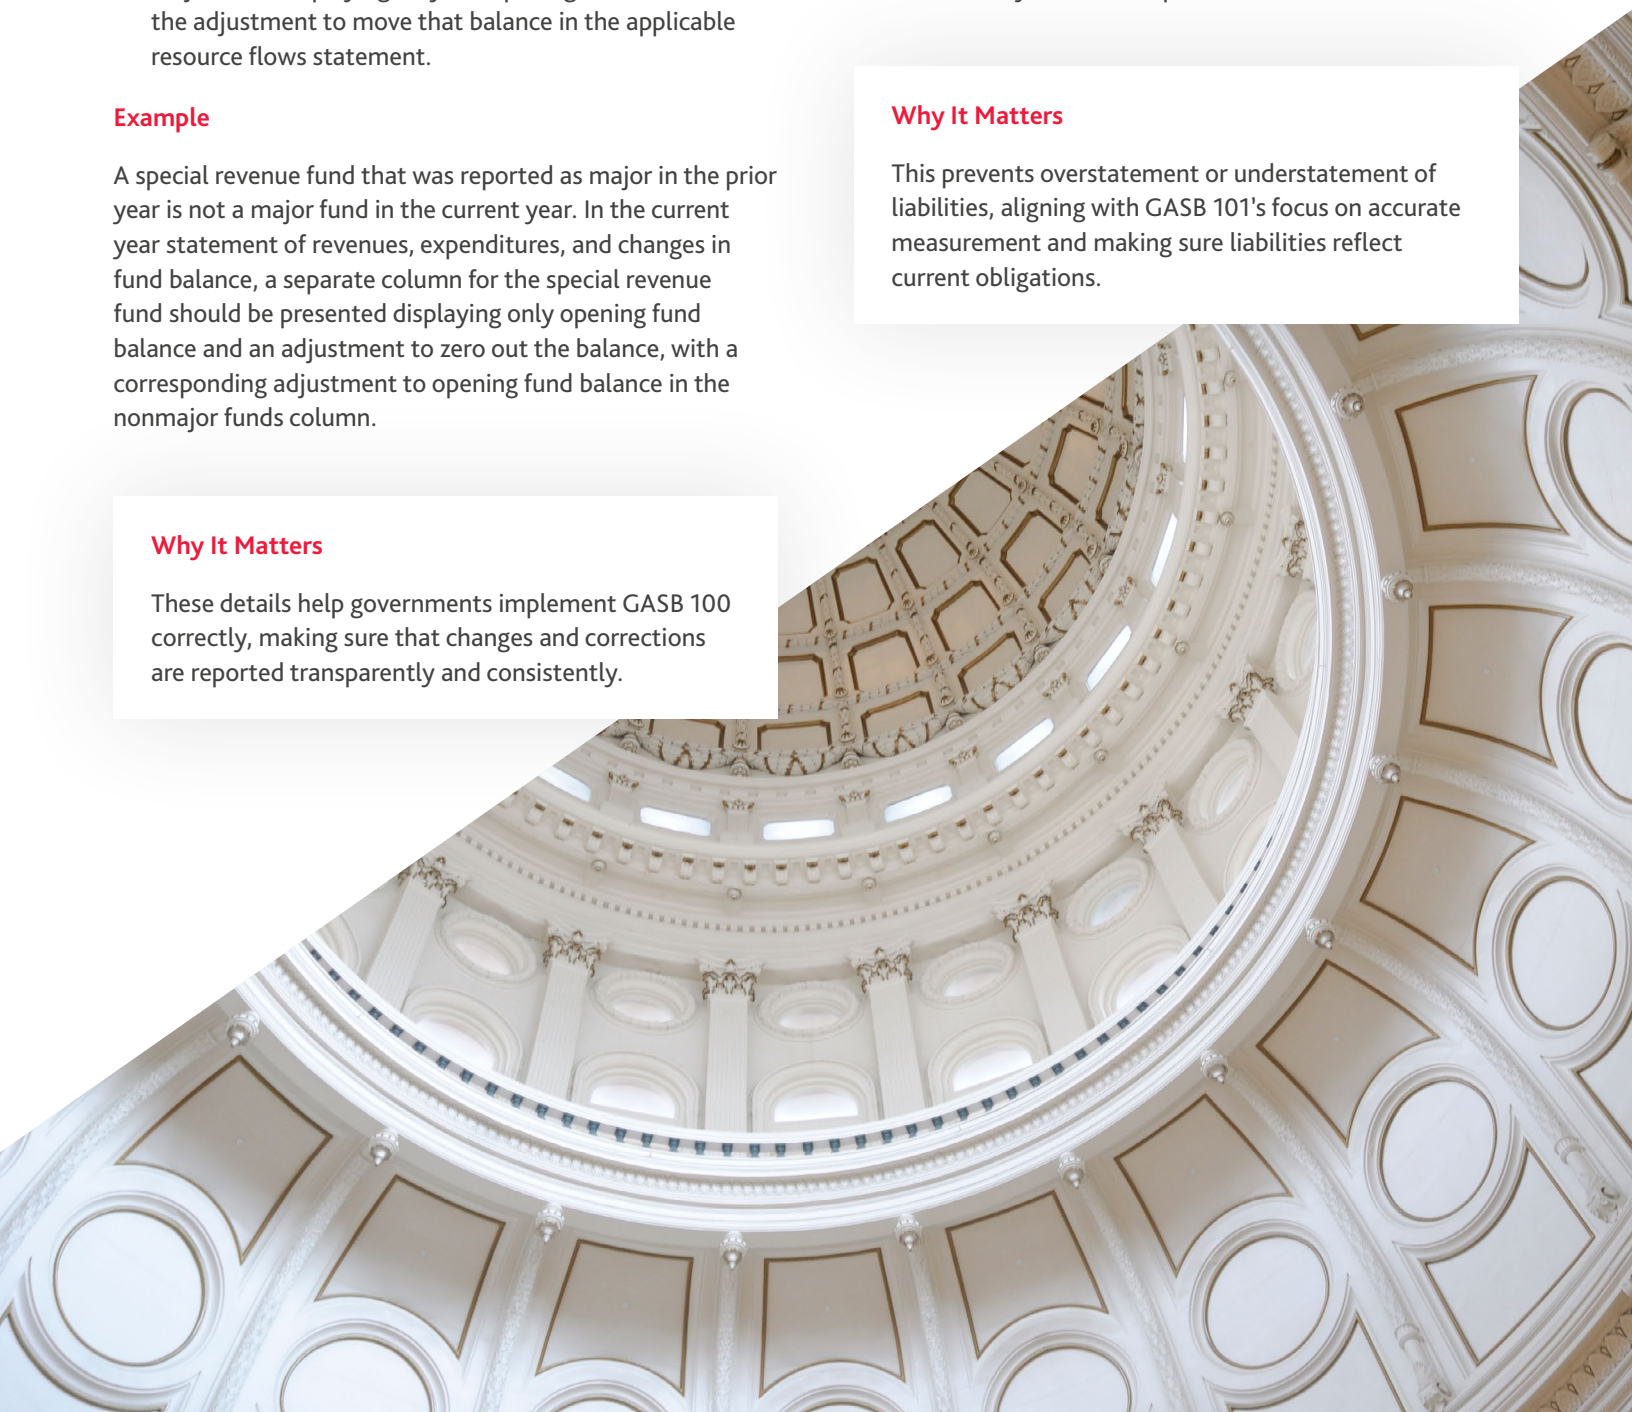 the adjustment to move that balance in the applicable
resource flows statement.
Example
A special revenue fund that was reported as major in the prior
year is not a major fund in the current year. In the current
year statement of revenues, expenditures, and changes in
fund balance, a separate column for the special revenue
fund should be presented displaying only opening fund
balance and an adjustment to zero out the balance, with a
corresponding adjustment to opening fund balance in the
nonmajor funds column.
Why It Matters
These details help governments implement GASB 100
correctly, making sure that changes and corrections
are reported transparently and consistently.
Why It Matters
This prevents overstatement or understatement of
liabilities, aligning with GASB 101’s focus on accurate
measurement and making sure liabilities reflect
current obligations.